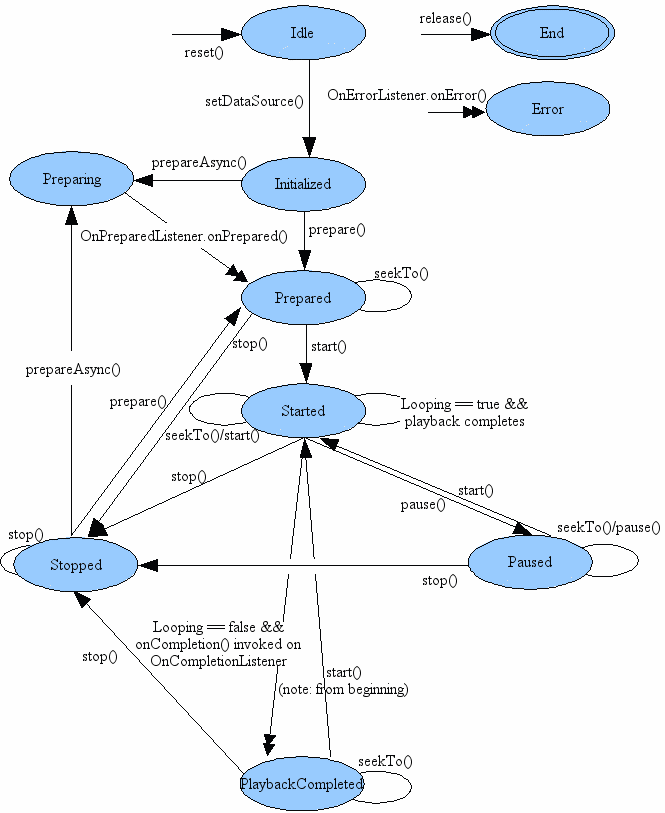 release()
Idle
End
reset()
OnErrorListener.onError()
setDataSource()
Error
prepareAsync()
Preparing
Initialized
prepare()
OnPreparedListener.onPrepared()
seekTo()
Prepared
stop()
start()
prepareAsync()
prepare()
Looping == true &&
playback completes
Started
seekTo()/start()
stop()
start()
pause()
stop()
seekTo()/pause()
Stopped
Paused
stop()
Looping == false &&
onCompletion() invoked on
OnCompletionListener
stop()
start()
(note: from beginning)
seekTo()
PlaybackCompleted